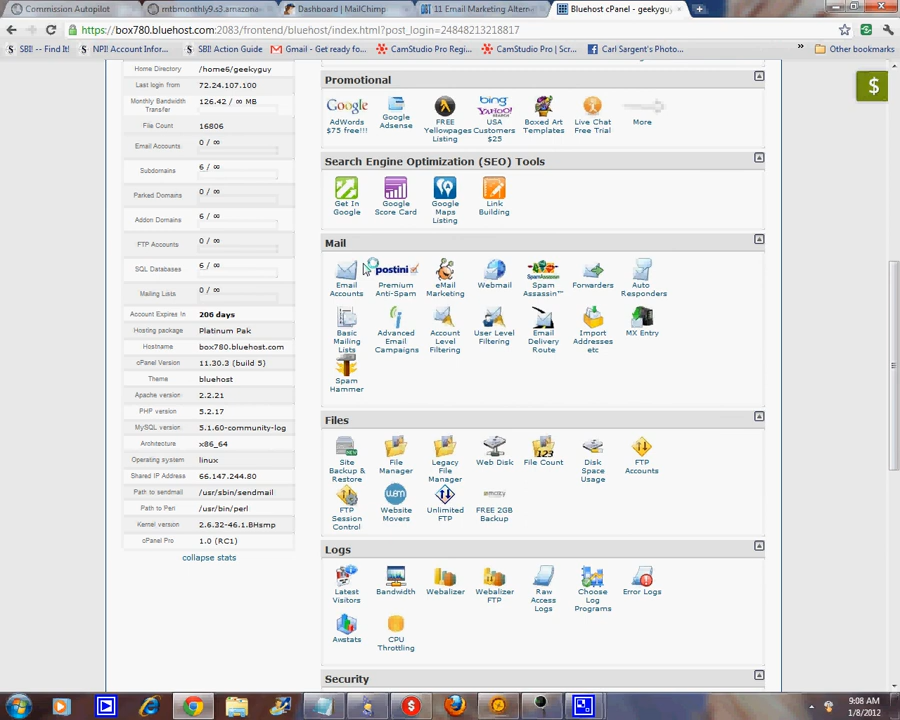 Commission Autopilot
mtbmonthly9.s3.amazona
Dashboard | MailChimp
11 Email Marketing Altern
Bluehost cPanel - geekyguy
https://box780.bluehost.com:2083/frontend/bluehost/index.html?post_login=24848213218817
SBI! -- Find It!
NPI! Account Infor...
SBI! Action Guide
Gmail - Get ready fo...
CamStudio Pro Regi...
CamStudio Pro | Scr...
Carl Sargent's Photo...
»
Other bookmarks
$
Home Directory /home6/geekyguy
Last login from 72.24.107.100
Monthly Bandwidth
Transfer 126.42 / ∞ MB
File Count 16806
Email Accounts 0 / ∞
Subdomains 6 / ∞
Parked Domains 0 / ∞
Addon Domains 6 / ∞
FTP Accounts 0 / ∞
SQL Databases 6 / ∞
Mailing Lists 0 / ∞
Account Expires In 206 days
Hosting package Platinum Pak
Hostname box780.bluehost.com
cPanel Version 11.30.3 (build 5)
Theme bluehost
Apache version 2.2.21
PHP version 5.2.17
MySQL version 5.1.60-community-log
Architecture x86_64
Operating system linux
Shared IP Address 66.147.244.80
Path to sendmail /usr/sbin/sendmail
Path to Perl /usr/bin/perl
Kernel version 2.6.32-46.1.BHsmp
cPanel Pro 1.0 (RC1)
collapse stats
Promotional
Google
AdWords
$75 free!!!
Google
Adsense
FREE
Yellowpages
Listing
bing
YAHOO!
USA
Customers
$25
Boxed Art
Templates
Live Chat
Free Trial
More
Search Engine Optimization (SEO) Tools
Get In
Google
Google
Score Card
Google
Maps
Listing
Link
Building
Mail
Email
Accounts
postini
Premium
Anti-Spam
eMail
Marketing
Webmail
SpamAssassin
Spam
Assassin™
Forwarders
Auto
Responders
Basic
Mailing
Lists
Advanced
Email
Campaigns
Account
Level
Filtering
User Level
Filtering
Email
Delivery
Route
Import
Addresses
etc
MX Entry
Spam
Hammer
Files
NEW
Site
Backup &
Restore
File
Manager
Legacy
File
Manager
Web Disk
123
File Count
Disk
Space
Usage
FTP
Accounts
FTP
Session
Control
Website
Movers
Unlimited
FTP
mozy
FREE 2GB
Backup
Logs
Latest
Visitors
Bandwidth
Webalizer
Webalizer
FTP
Raw
Access
Logs
Choose
Log
Programs
Error Logs
Awstats
CPU
Throttling
Security
9:08 AM
1/8/2012